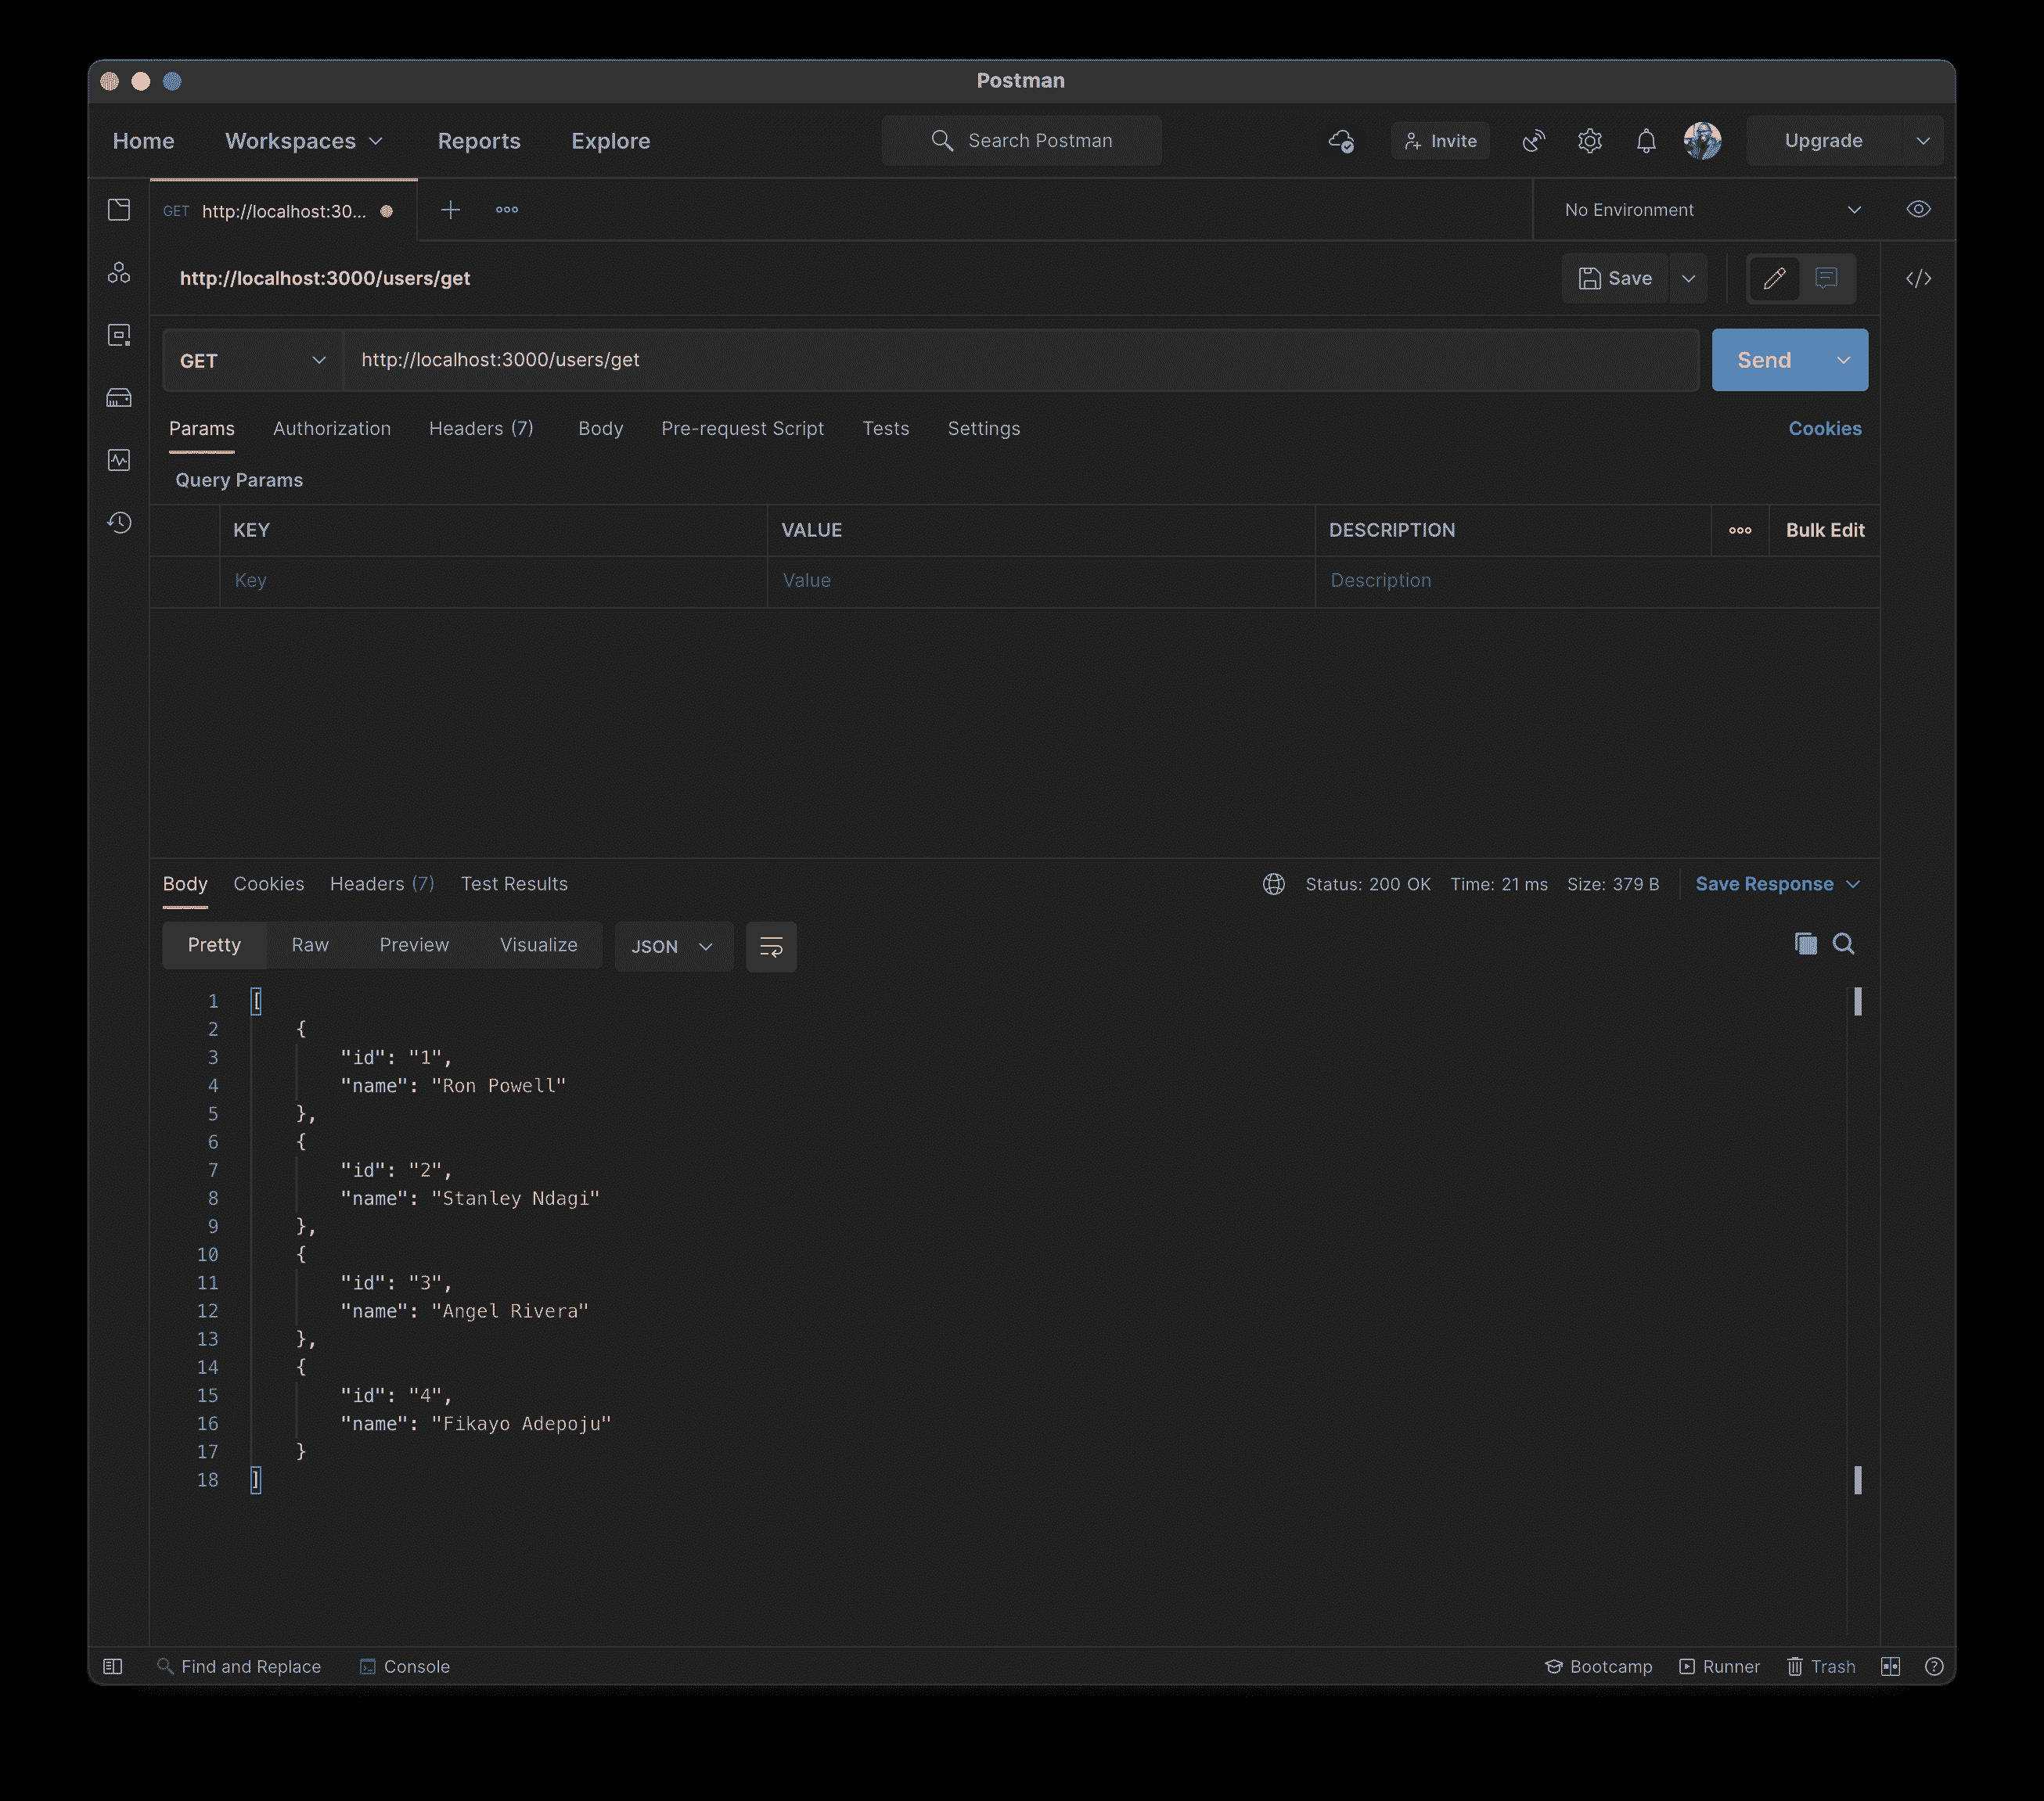 Postman
Home Workspaces Reports Explore Search Postman Invite Upgrade
GET http://localhost:30... No Environment
http://localhost:3000/users/get Save
GET http://localhost:3000/users/get Send
Params Authorization Headers (7) Body Pre-request Script Tests Settings Cookies
Query Params
KEY VALUE DESCRIPTION Bulk Edit
Key Value Description
Body Cookies Headers (7) Test Results Status: 200 OK Time: 21 ms Size: 379 B Save Response
Pretty Raw Preview Visualize JSON
1 [
2 {
3 "id": "1",
4 "name": "Ron Powell"
5 },
6 {
7 "id": "2",
8 "name": "Stanley Ndagi"
9 },
10 {
11 "id": "3",
12 "name": "Angel Rivera"
13 },
14 {
15 "id": "4",
16 "name": "Fikayo Adepoju"
17 }
18 ]
Find and Replace Console Bootcamp Runner Trash